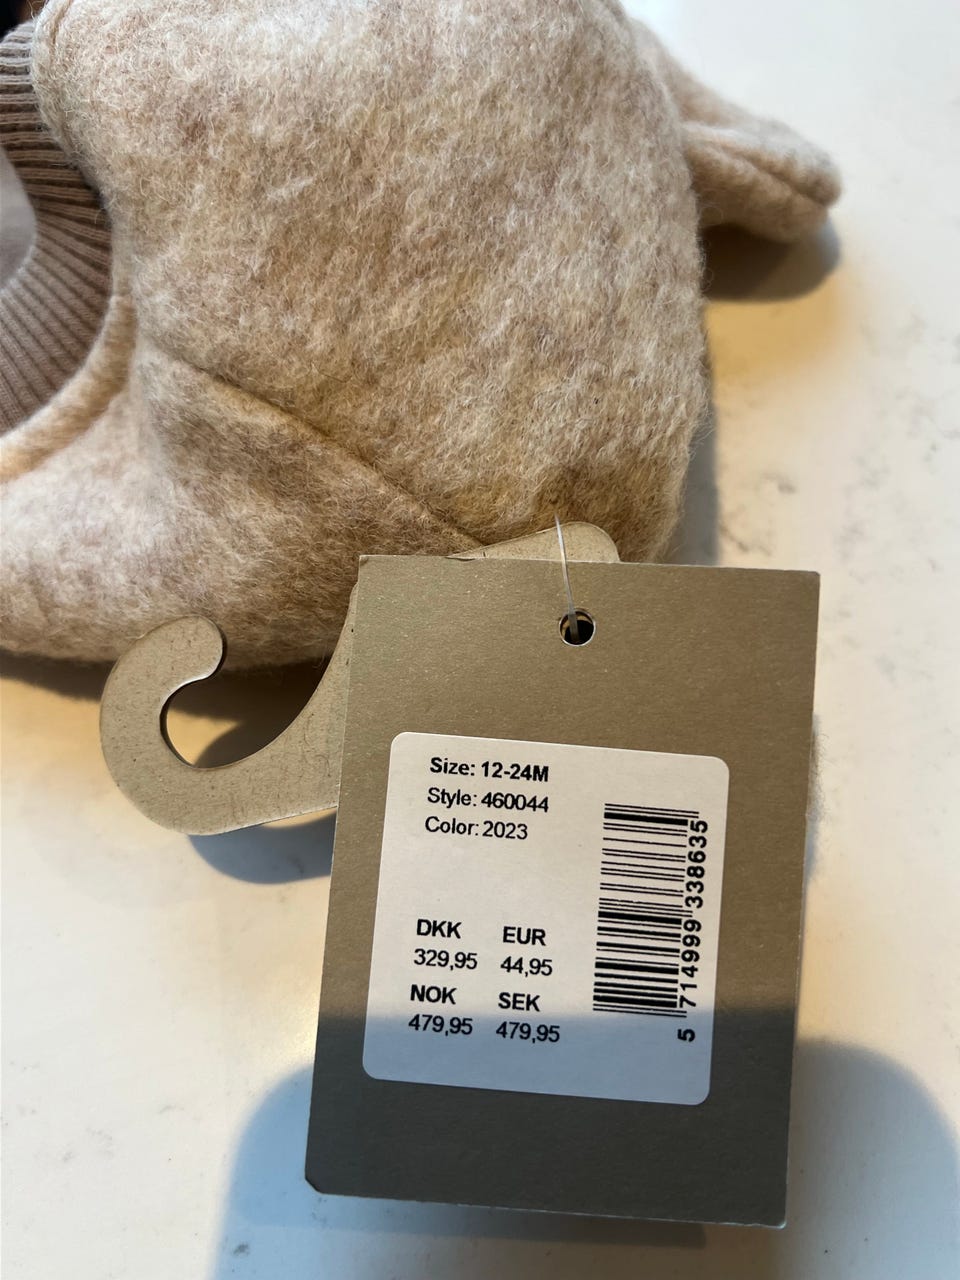 Size: 12-24M
Style: 460044
Color: 2023
DKK EUR
329,95 44,95
NOK SEK
479,95 479,95
5 714999 338635